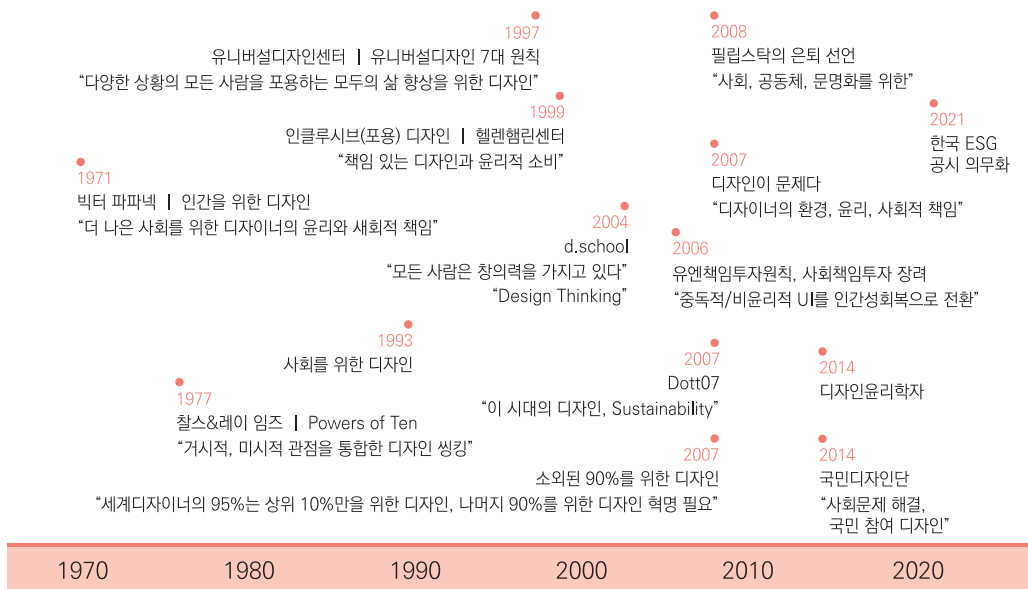 1997
유니버설디자인센터 | 유니버설디자인 7대 원칙
“다양한 상황의 모든 사람을 포용하는 모두의 삶 향상을 위한 디자인”
2008
필립스탁의 은퇴 선언
“사회, 공동체, 문명화를 위한”
1999
인클루시브(포용) 디자인 | 헬렌햄린센터
“책임 있는 디자인과 윤리적 소비”
2021
한국 ESG
공시 의무화
1971
빅터 파파넥 | 인간을 위한 디자인
“더 나은 사회를 위한 디자이너의 윤리와 새회적 책임”
2007
디자인이 문제다
“디자이너의 환경, 윤리, 사회적 책임”
2004
d.school
“모든 사람은 창의력을 가지고 있다”
“Design Thinking”
2006
유엔책임투자원칙, 사회책임투자 장려
“중독적/비윤리적 UI를 인간성회복으로 전환”
1993
사회를 위한 디자인
2007
Dott07
“이 시대의 디자인, Sustainability”
2014
디자인윤리학자
1977
찰스&레이 임즈 | Powers of Ten
“거시적, 미시적 관점을 통합한 디자인 씽킹”
2007
소외된 90%를 위한 디자인
“세계디자이너의 95%는 상위 10%만을 위한 디자인, 나머지 90%를 위한 디자인 혁명 필요”
2014
국민디자인단
“사회문제 해결,
국민 참여 디자인”
1970 1980 1990 2000 2010 2020